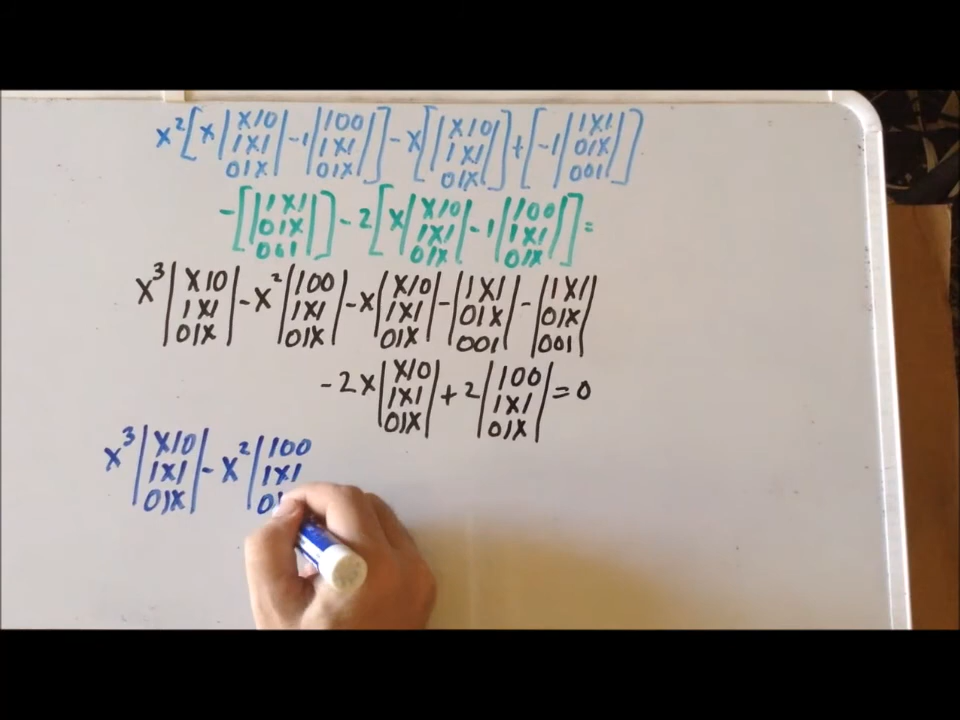 x² [ x | x 1 0 | - 1 | 1 0 0 | ] - x [ | x 1 0 | ] + [ - 1 | 1 x 1 | ]
1 x 1 1 x 1 1 x 1 0 1 x
0 1 x 0 1 x 0 1 x 0 0 1
- [ | 1 x 1 | ] - 2 [ x | x 1 0 | - 1 | 1 0 0 | ] =
0 1 x 1 x 1 1 x 1
0 0 1 0 1 x 0 1 x
x³ | x 1 0 | - x² | 1 0 0 | - x | x 1 0 | - | 1 x 1 | - | 1 x 1 |
1 x 1 1 x 1 1 x 1 0 1 x 0 1 x
0 1 x 0 1 x 0 1 x 0 0 1 0 0 1
- 2 x | x 1 0 | + 2 | 1 0 0 | = 0
1 x 1 1 x 1
0 1 x 0 1 x
x³ | x 1 0 | - x² | 1 0 0
1 x 1 1 x 1
0 1 x 0